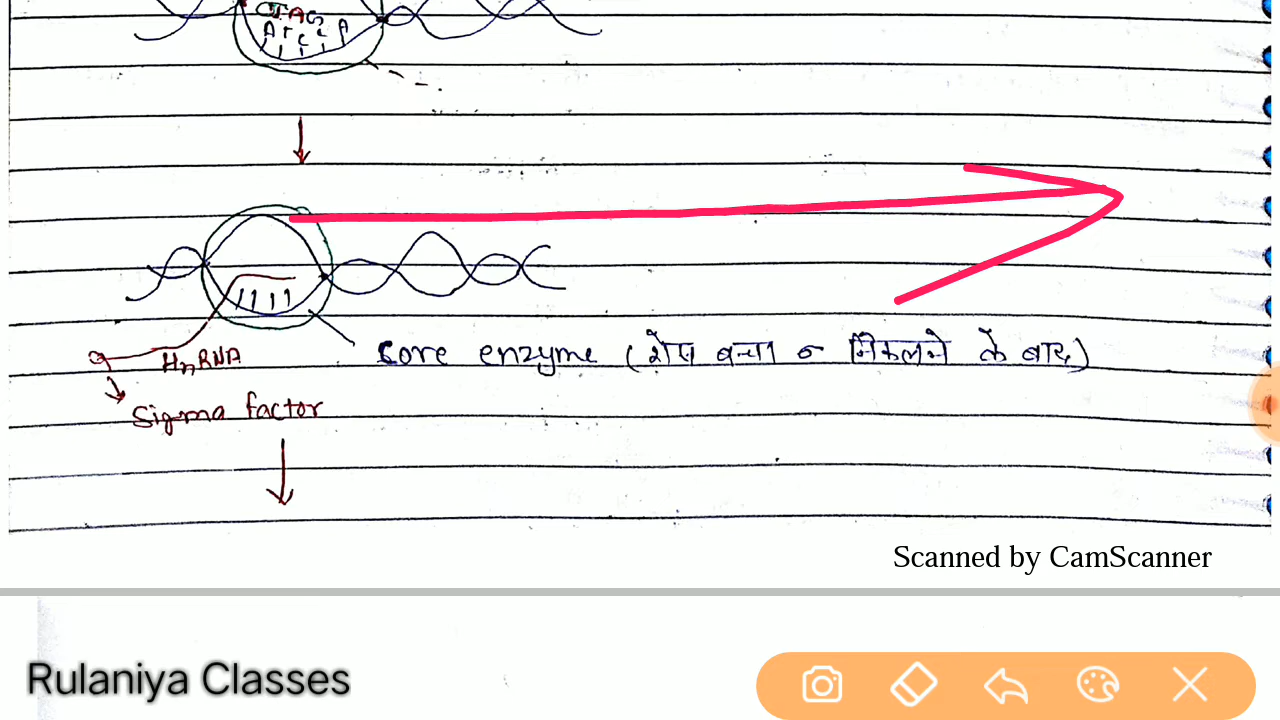 A T C C A
HnRNA
Core enzyme (शेष बचा σ निकलने के बाद)
Sigma factor
Scanned by CamScanner
Rulaniya Classes